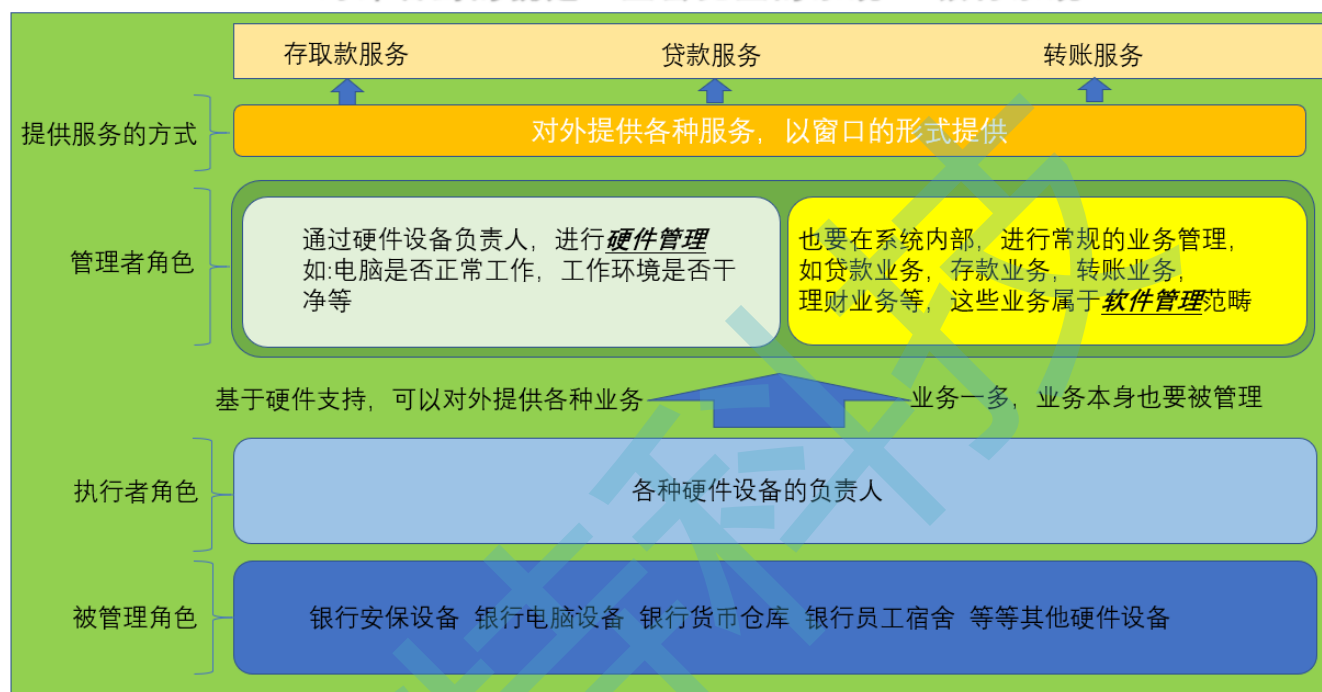 存取款服务 贷款服务 转账服务
提供服务的方式 对外提供各种服务，以窗口的形式提供
管理者角色
通过硬件设备负责人，进行硬件管理
如:电脑是否正常工作，工作环境是否干
净等
也要在系统内部，进行常规的业务管理，
如贷款业务，存款业务，转账业务，
理财业务等，这些业务属于软件管理范畴
基于硬件支持，可以对外提供各种业务 业务一多，业务本身也要被管理
执行者角色 各种硬件设备的负责人
被管理角色 银行安保设备 银行电脑设备 银行货币仓库 银行员工宿舍 等等其他硬件设备
特科技